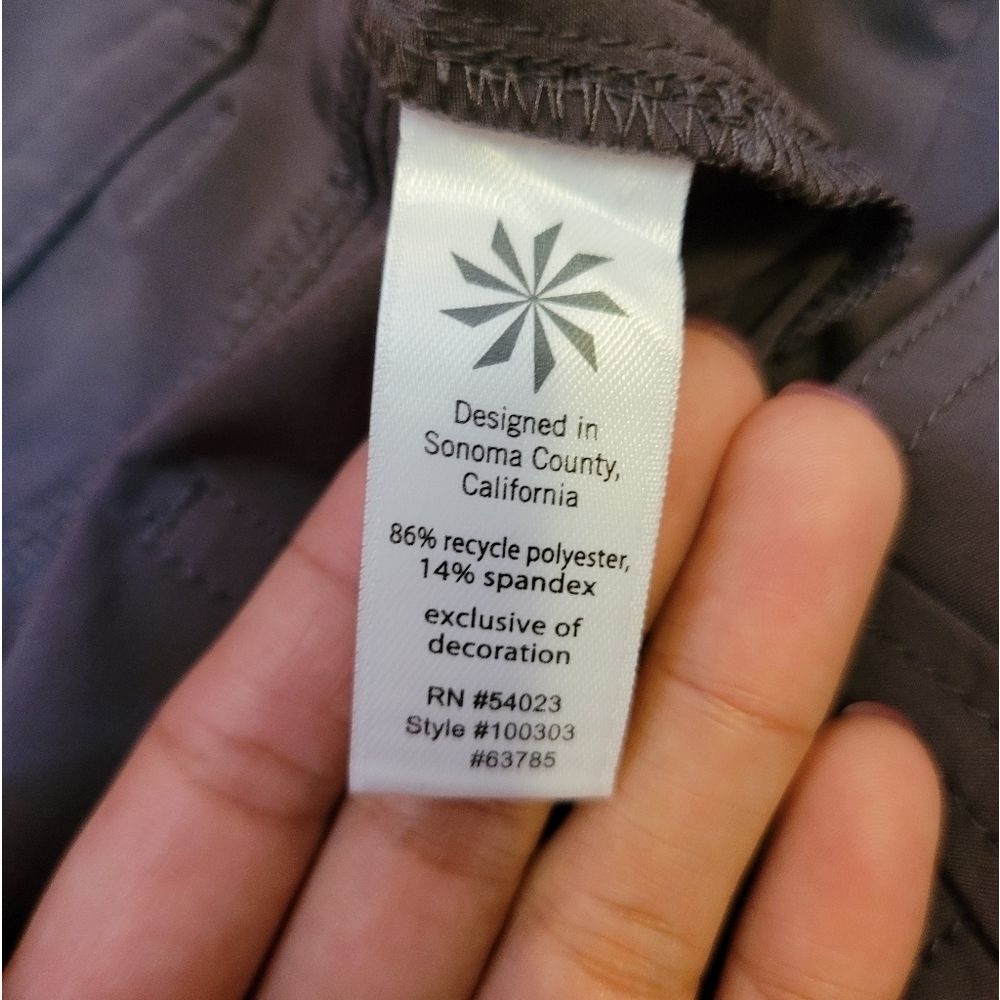 Designed in
Sonoma County,
California
86% recycle polyester,
14% spandex
exclusive of
decoration
RN #54023
Style #100303
#63785